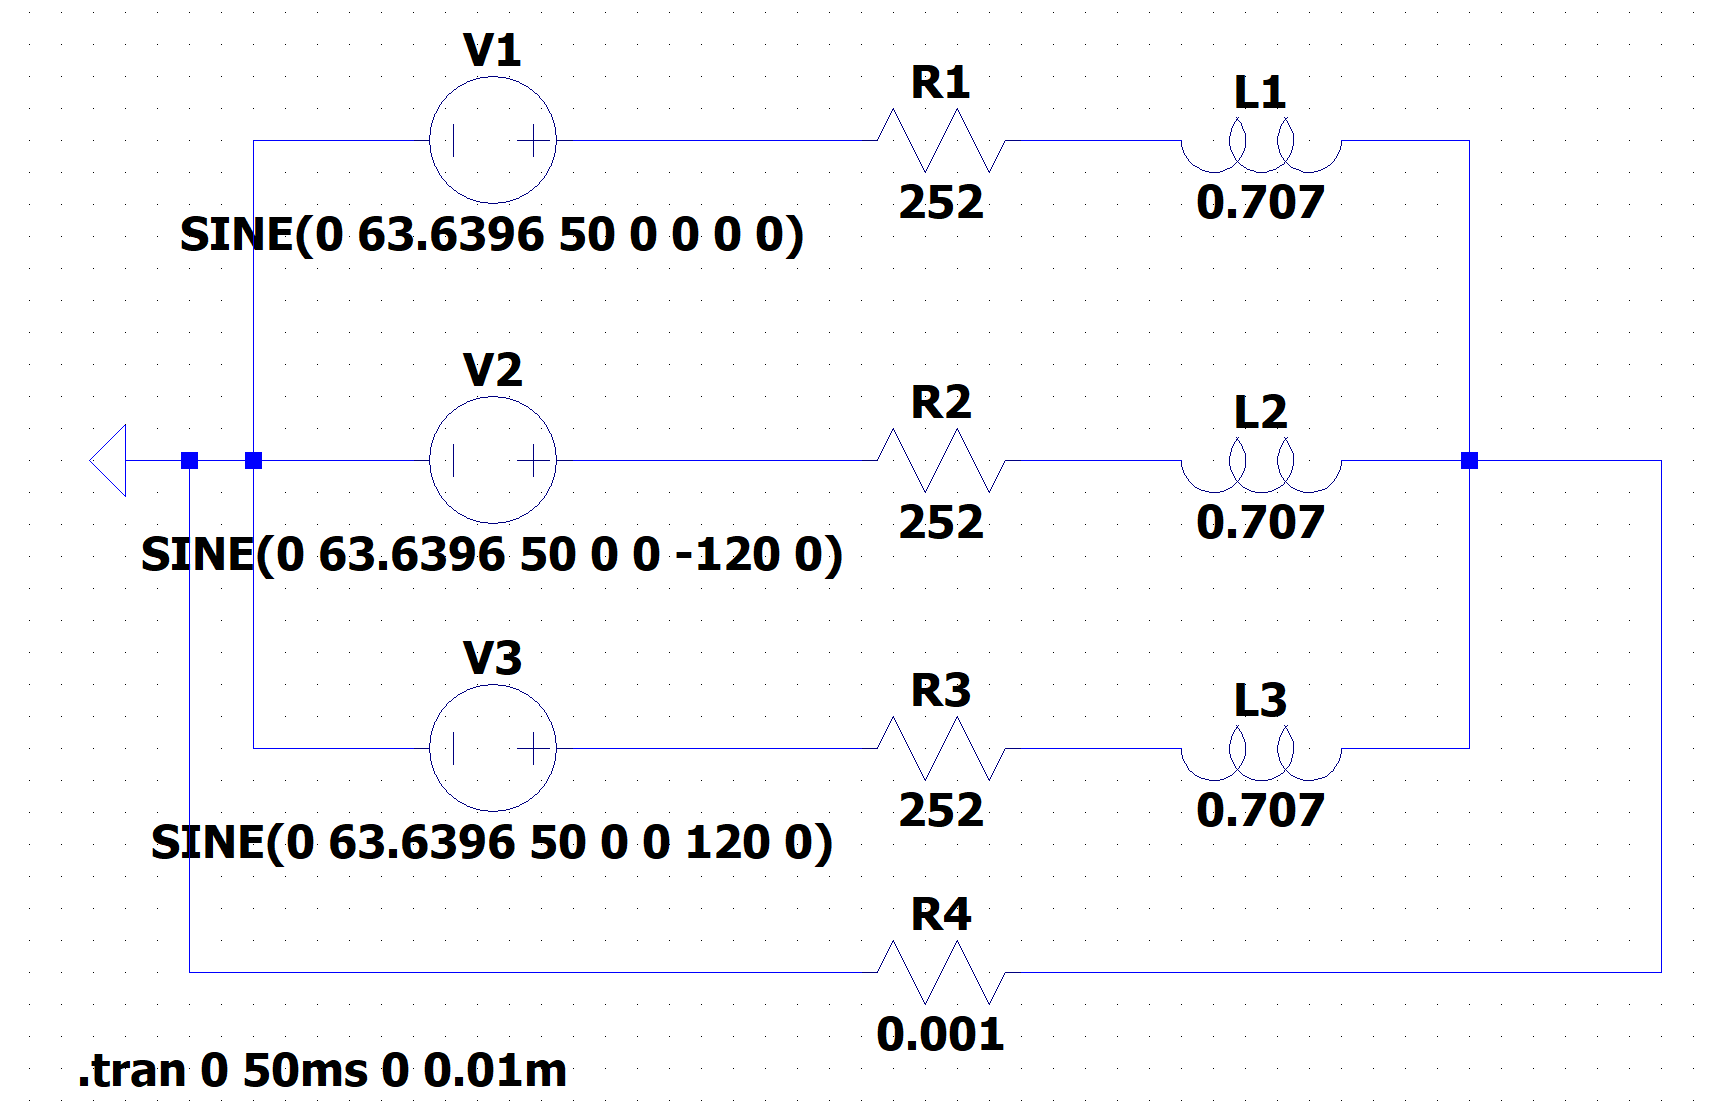 V1
R1
L1
252
0.707
SINE(0 63.6396 50 0 0 0 0)
V2
R2
L2
252
0.707
SINE(0 63.6396 50 0 0 -120 0)
V3
R3
L3
252
0.707
SINE(0 63.6396 50 0 0 120 0)
R4
0.001
.tran 0 50ms 0 0.01m